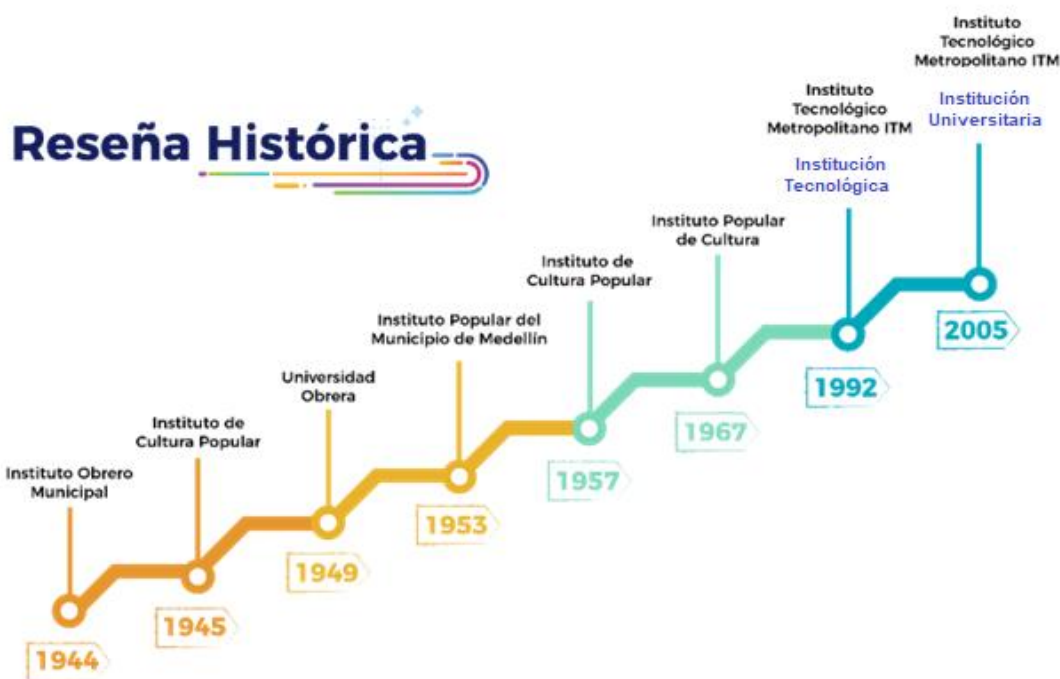 Reseña Histórica
Instituto Obrero
Municipal
1944
Instituto de
Cultura Popular
1945
Universidad
Obrera
1949
Instituto Popular del
Municipio de Medellín
1953
Instituto de
Cultura Popular
1957
Instituto Popular
de Cultura
1967
Instituto
Tecnológico
Metropolitano ITM
Institución
Tecnológica
1992
Instituto
Tecnológico
Metropolitano ITM
Institución
Universitaria
2005